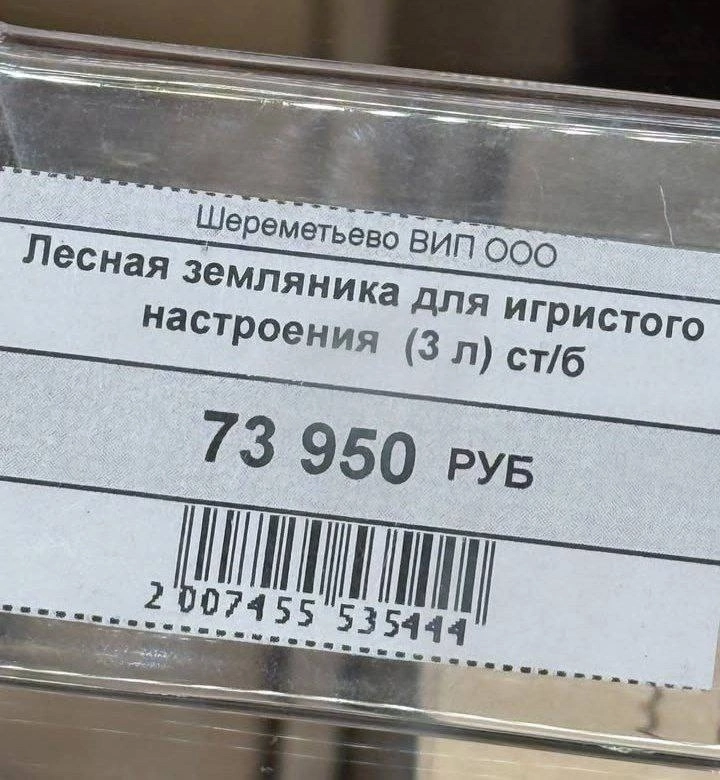 Шереметьево ВИП ООО
Лесная земляника для игристого
настроения (3 л) ст/б
73 950 РУБ
2 007455 535444